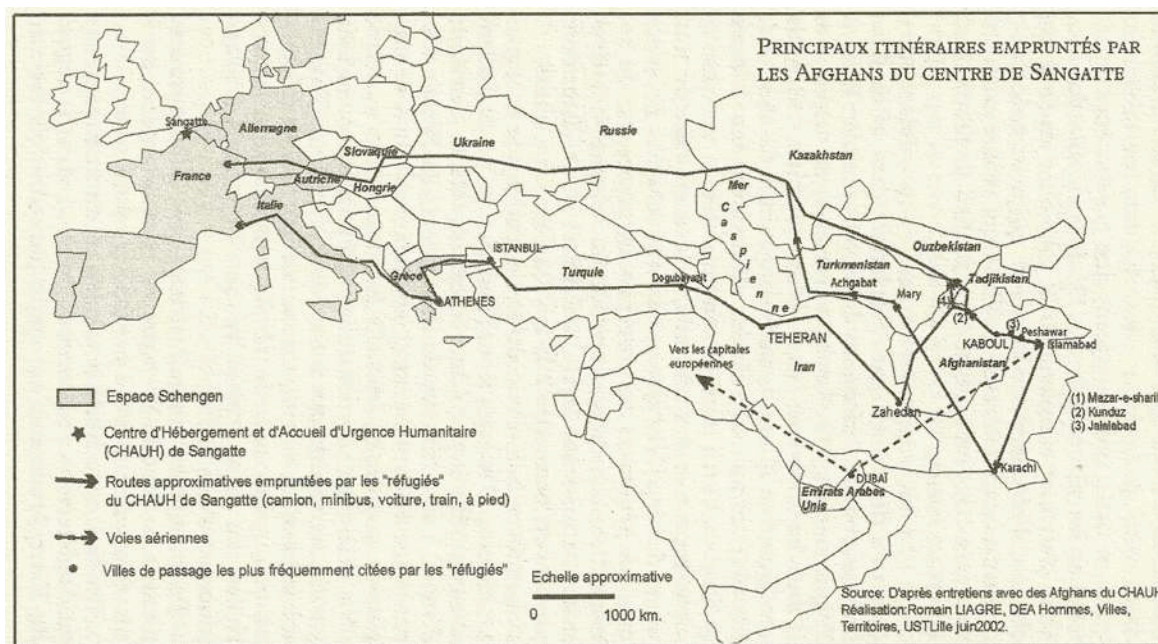 PRINCIPAUX ITINÉRAIRES EMPRUNTÉS PAR
LES AFGHANS DU CENTRE DE SANGATTE
Sangatte
Allemagne
France
Slovaquie
Autriche
Hongrie
Italie
Ukraine
Russie
Kazakhstan
Mer
Caspienne
Ouzbekistan
Turkmenistan
Tadjikistan
Achgabat
Mary
(1)
(2)
(3)
Peshawar
Islamabad
KABOUL
Afghanistan
Grèce
ATHENES
ISTANBUL
Turquie
Dogubayazit
TEHERAN
Iran
Vers les capitales
européennes
Zahedan
Karachi
DUBAÏ
Emirats Arabes
Unis
(1) Mazar-e-sharif
(2) Kunduz
(3) Jalalabad
Espace Schengen
Centre d'Hébergement et d'Accueil d'Urgence Humanitaire
(CHAUH) de Sangatte
Routes approximatives empruntées par les "réfugiés"
du CHAUH de Sangatte (camion, minibus, voiture, train, à pied)
Voies aériennes
Villes de passage les plus fréquemment citées par les "réfugiés"
Echelle approximative
0 1000 km.
Source: D'après entretiens avec des Afghans du CHAUH
Réalisation:Romain LIAGRE, DEA Hommes, Villes,
Territoires, USTLille juin2002.